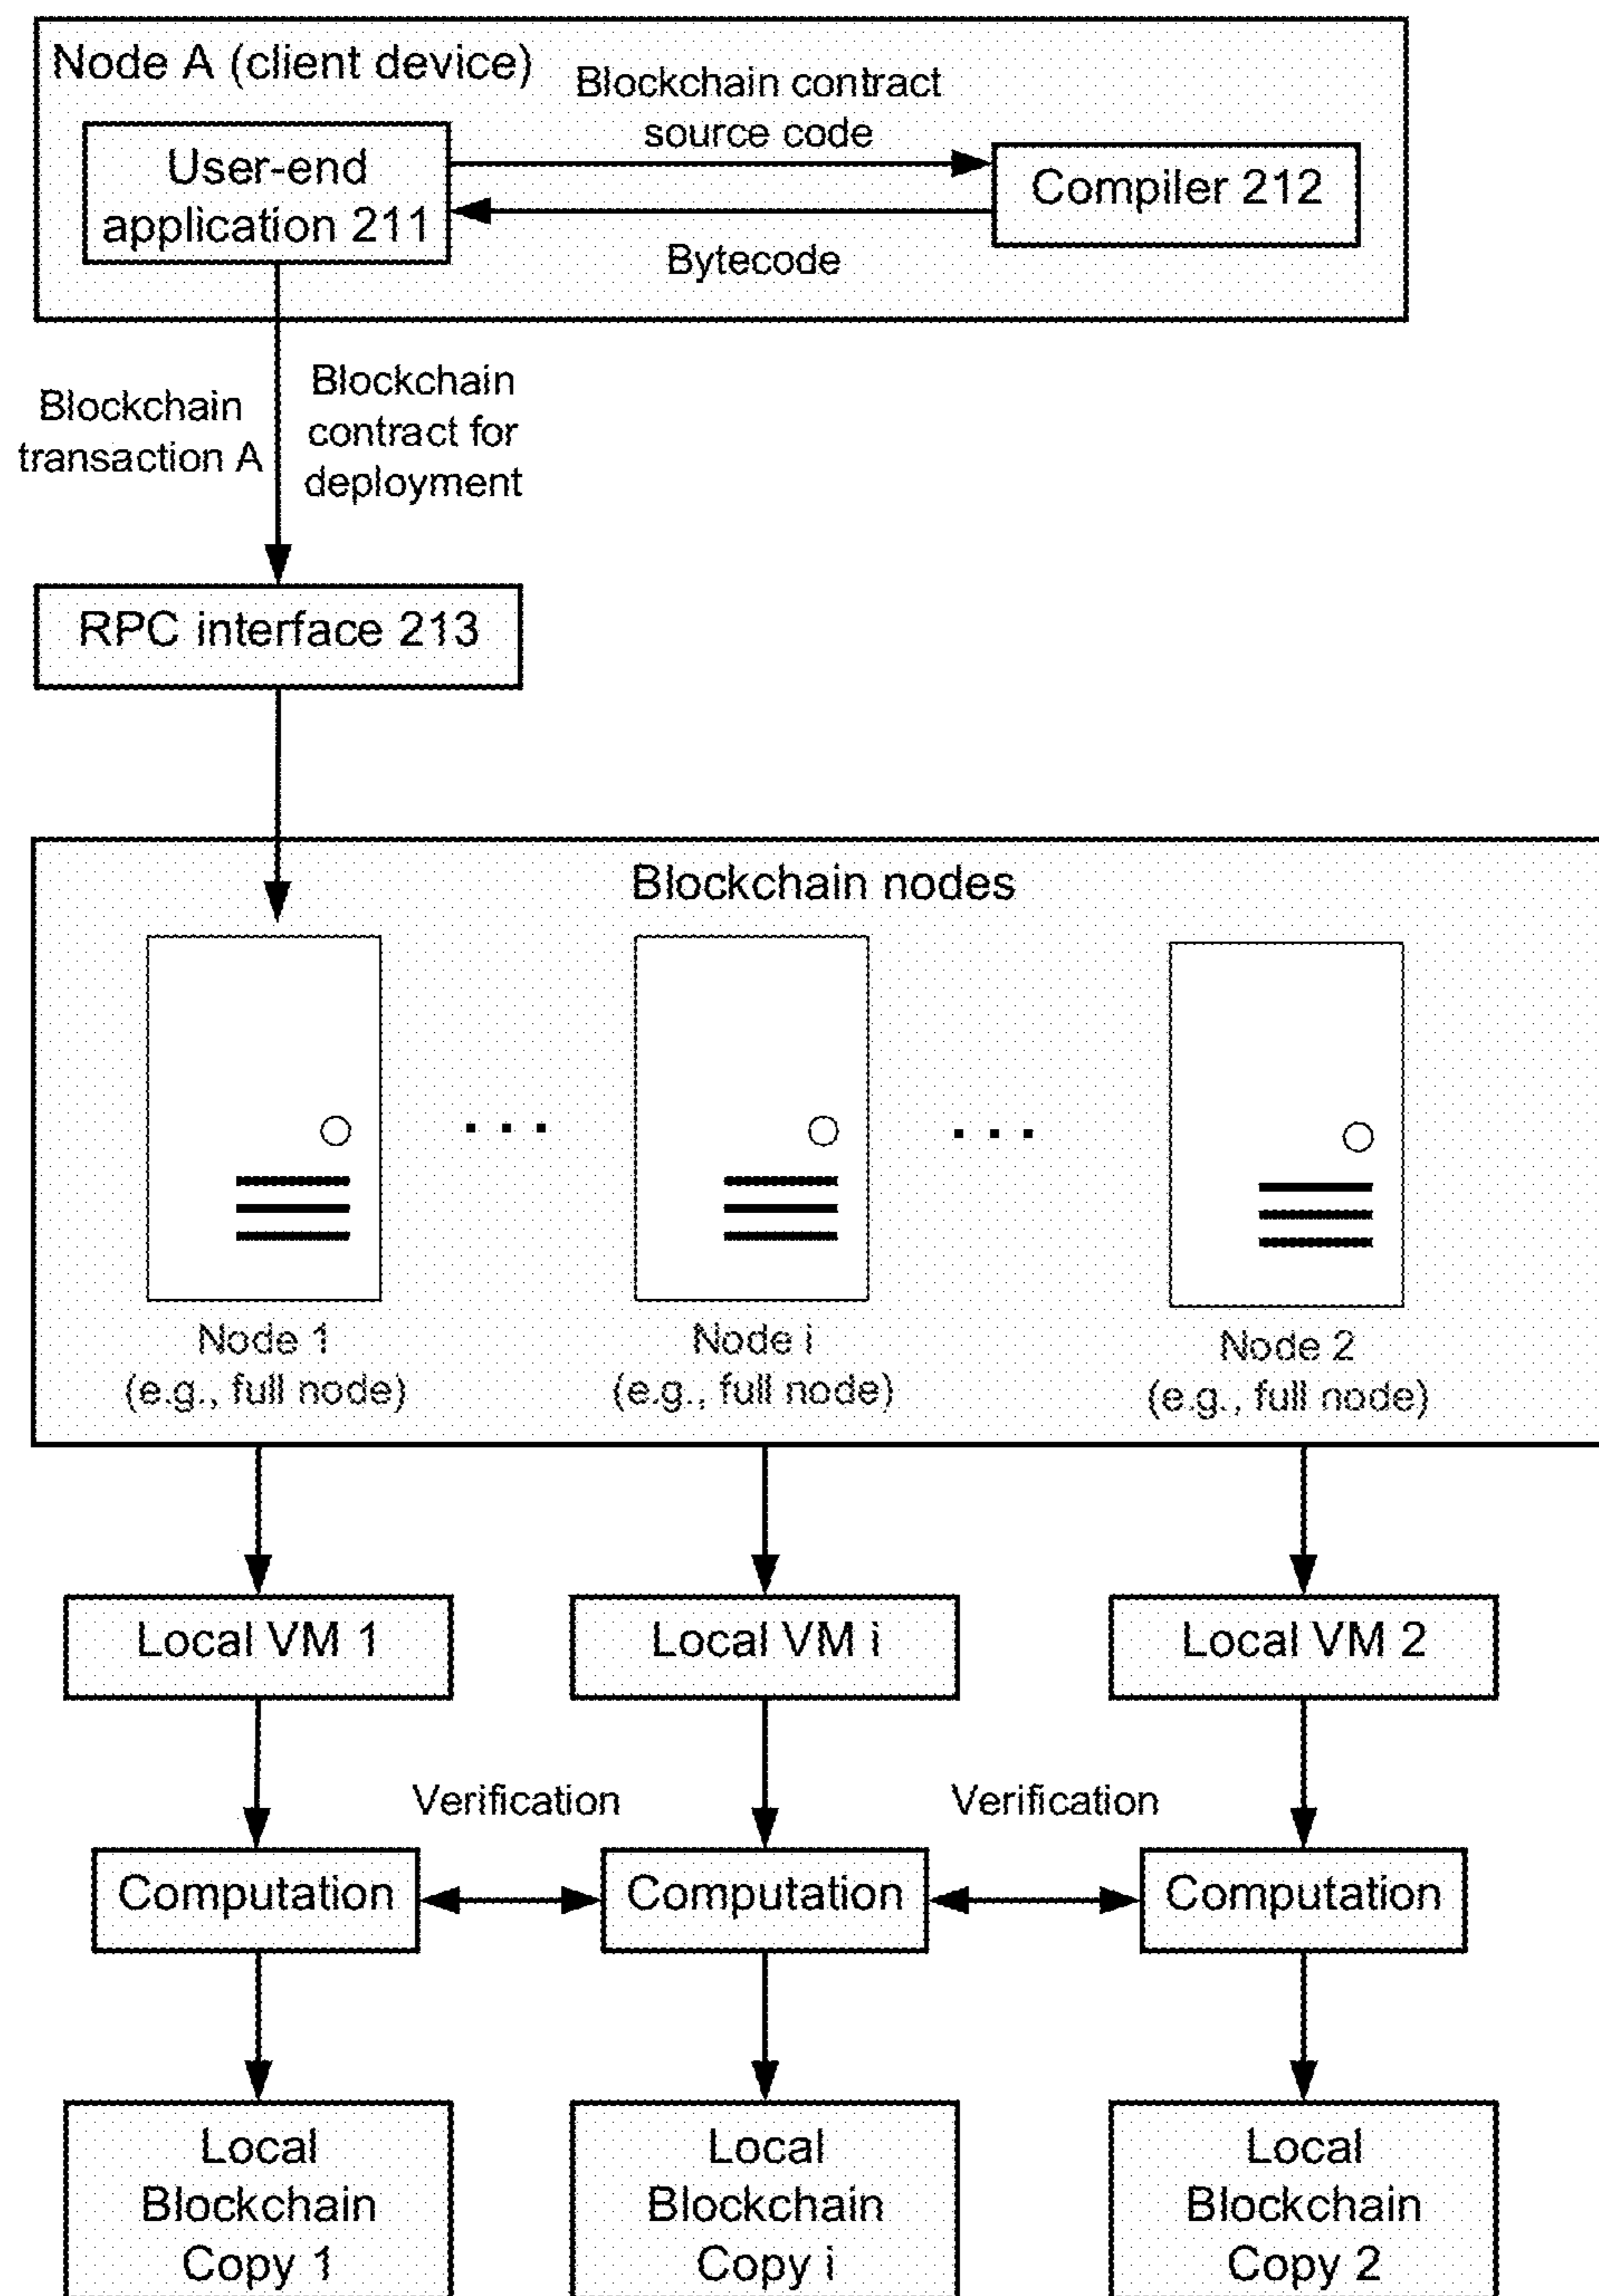 Node A (client device)
Blockchain contract
source code
User-end
application 211
Compiler 212
Bytecode
Blockchain
transaction A
Blockchain
contract for
deployment
RPC interface 213
Blockchain nodes
. . .
. . .
Node 1
(e.g., full node)
Node i
(e.g., full node)
Node 2
(e.g., full node)
Local VM 1
Local VM i
Local VM 2
Verification
Verification
Computation
Computation
Computation
Local
Blockchain
Copy 1
Local
Blockchain
Copy i
Local
Blockchain
Copy 2